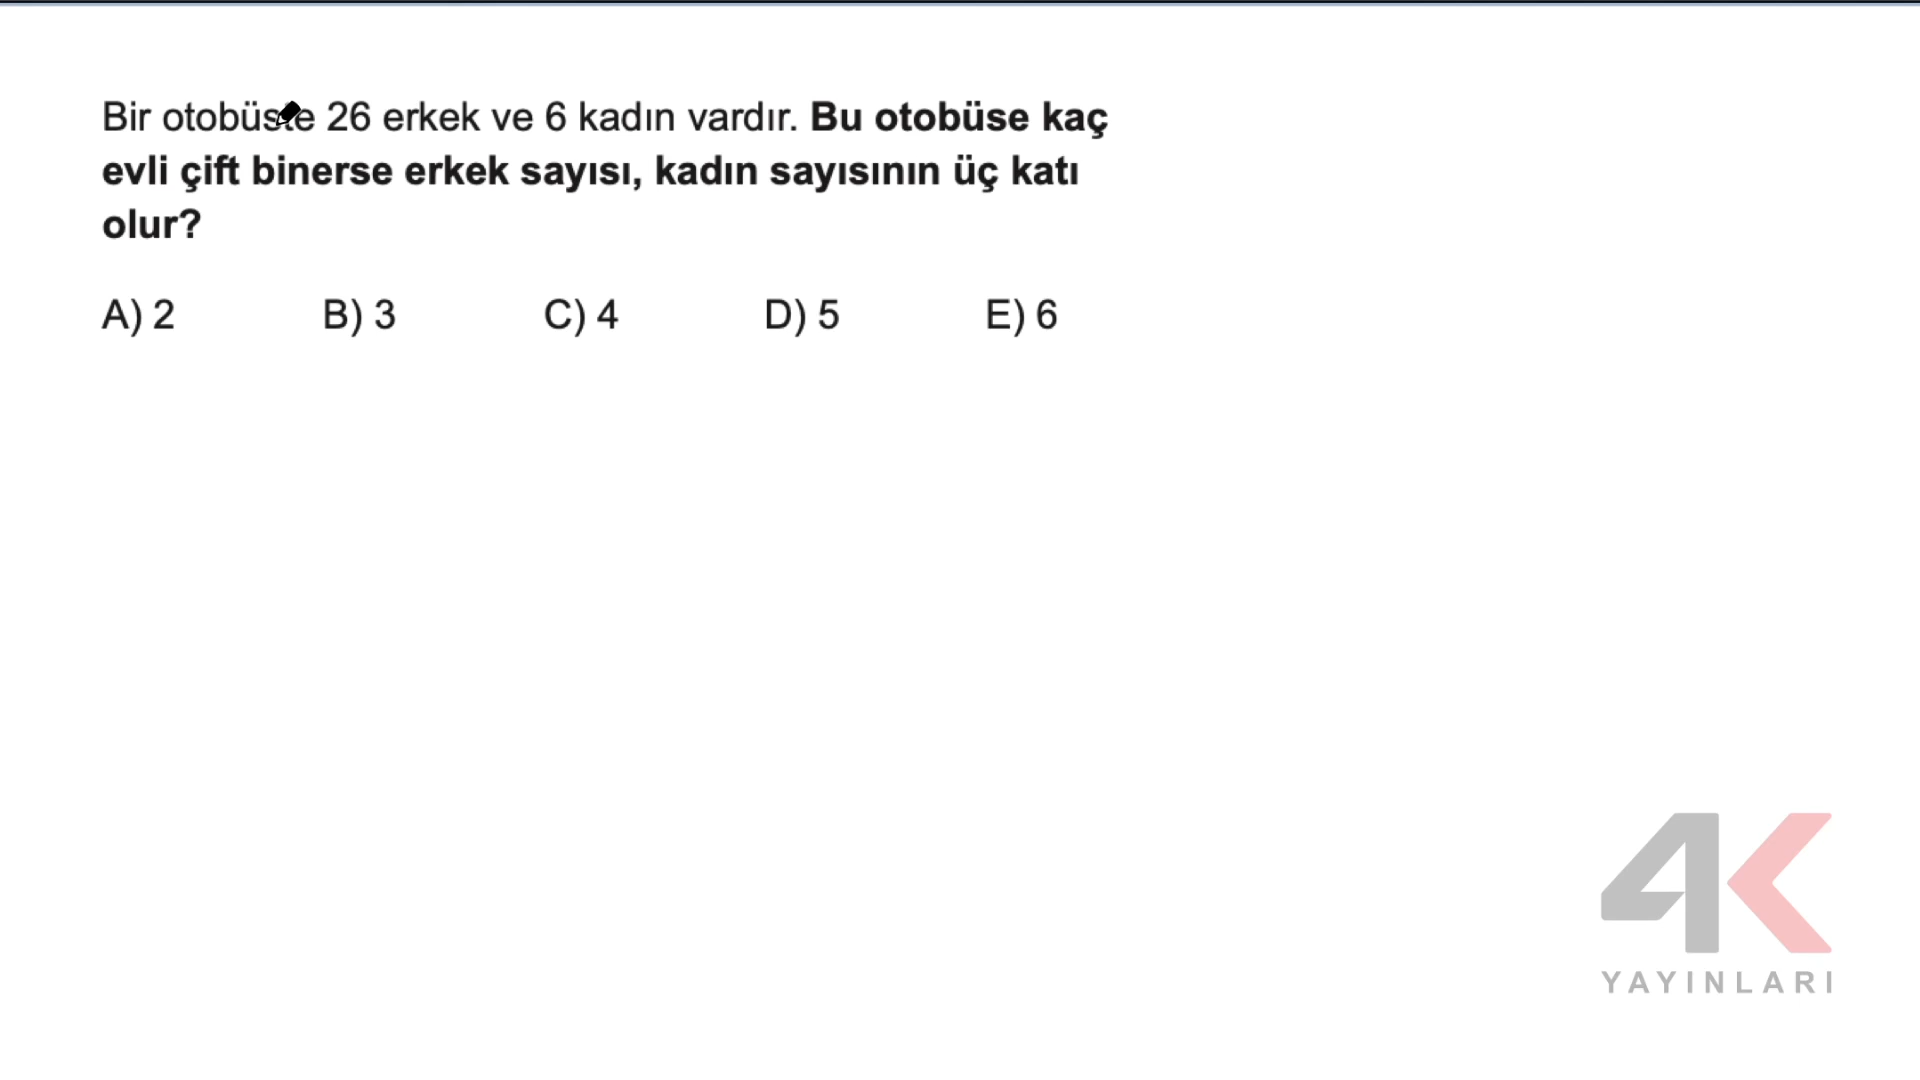 Bir otobüste 26 erkek ve 6 kadın vardır. Bu otobüse kaç
evli çift binerse erkek sayısı, kadın sayısının üç katı
olur?
A) 2 B) 3 C) 4 D) 5 E) 6
4K
YAYINLARI